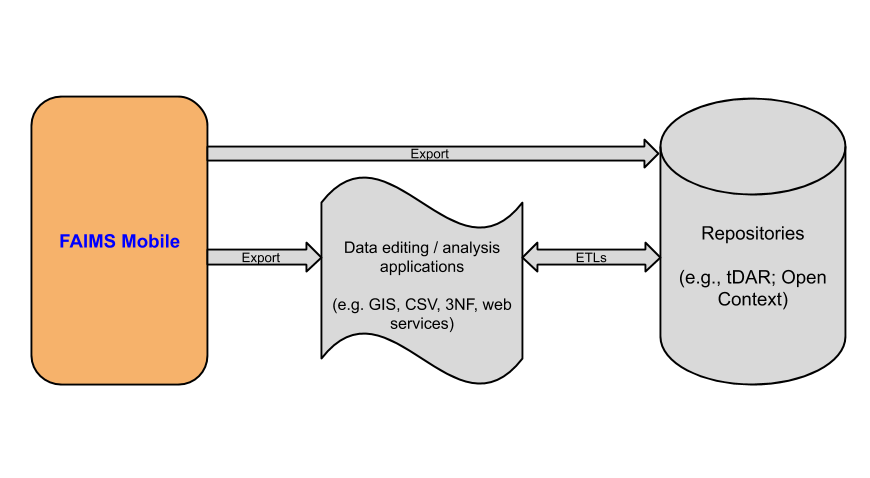 Export
FAIMS Mobile
Export
Data editing / analysis
applications
(e.g. GIS, CSV, 3NF, web
services)
ETLs
Repositories
(e.g., tDAR; Open
Context)